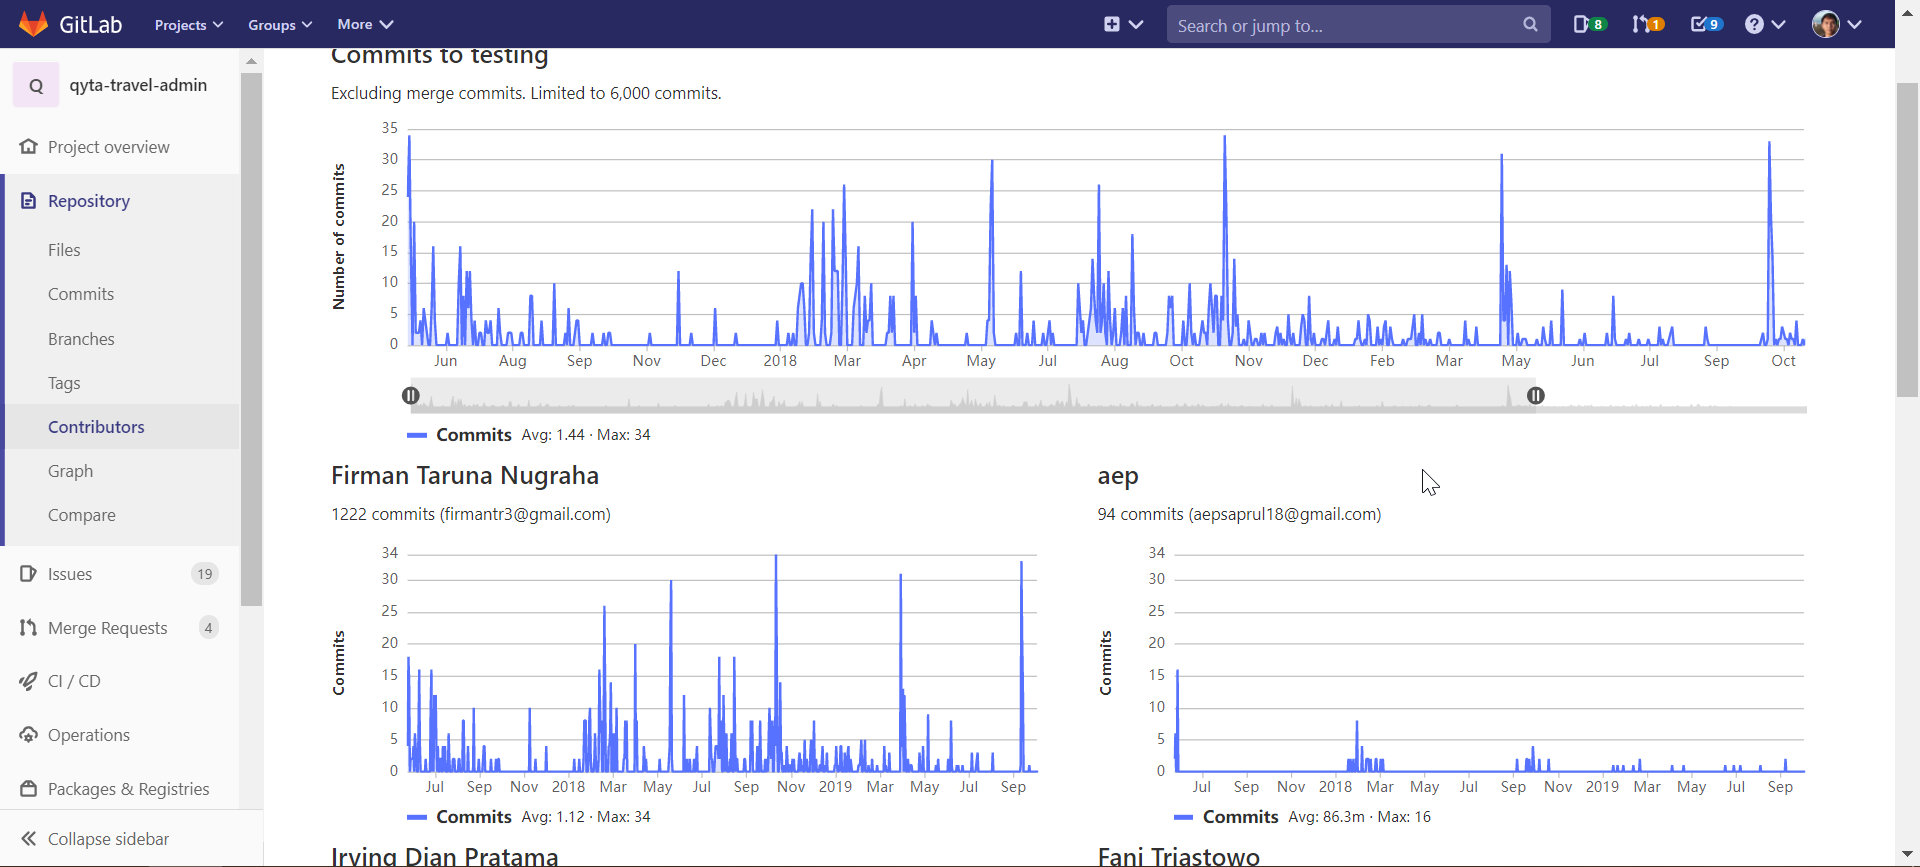 GitLab Projects Groups More Search or jump to... 8 1 9
Q qyta-travel-admin
Project overview
Repository
Files
Commits
Branches
Tags
Contributors
Graph
Compare
Issues 19
Merge Requests 4
CI / CD
Operations
Packages & Registries
Collapse sidebar
Commits to testing
Excluding merge commits. Limited to 6,000 commits.
Number of commits
35
30
25
20
15
10
5
0
Jun Aug Sep Nov Dec 2018 Mar Apr May Jul Aug Oct Nov Dec Feb Mar May Jun Jul Sep Oct
Commits Avg: 1.44 · Max: 34
Firman Taruna Nugraha
1222 commits (firmantr3@gmail.com)
Commits
34
30
25
20
15
10
5
0
Jul Sep Nov 2018 Mar May Jul Sep Nov 2019 Mar May Jul Sep
Commits Avg: 1.12 · Max: 34
aep
94 commits (aepsaprul18@gmail.com)
Commits
34
30
25
20
15
10
5
0
Jul Sep Nov 2018 Mar May Jul Sep Nov 2019 Mar May Jul Sep
Commits Avg: 86.3m · Max: 16
Irving Dian Pratama
Fani Triastowo